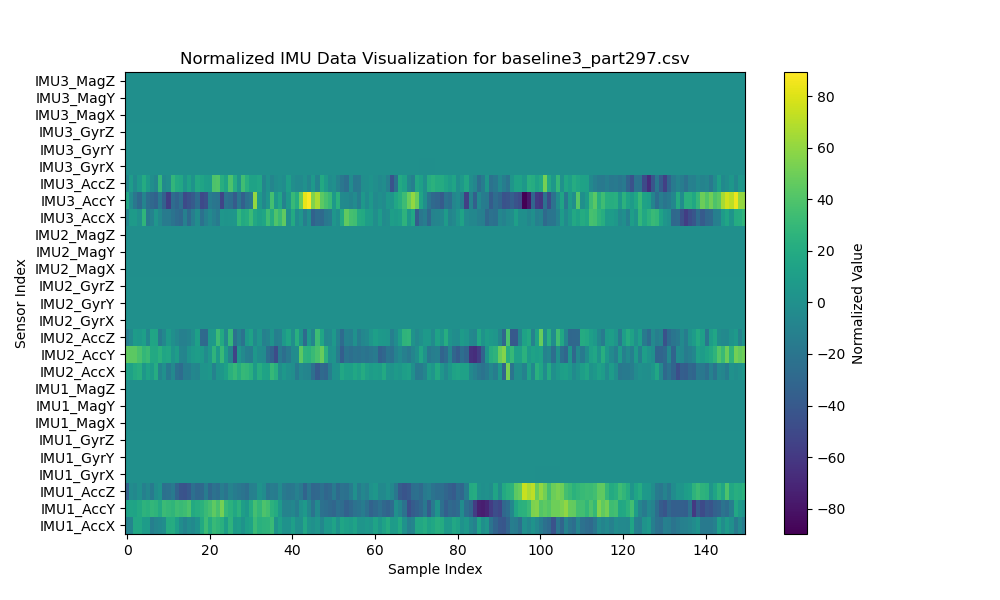 Normalized IMU Data Visualization for baseline3_part297.csv
IMU3_MagZ
IMU3_MagY
IMU3_MagX
IMU3_GyrZ
IMU3_GyrY
IMU3_GyrX
IMU3_AccZ
IMU3_AccY
IMU3_AccX
IMU2_MagZ
IMU2_MagY
IMU2_MagX
IMU2_GyrZ
IMU2_GyrY
IMU2_GyrX
IMU2_AccZ
IMU2_AccY
IMU2_AccX
IMU1_MagZ
IMU1_MagY
IMU1_MagX
IMU1_GyrZ
IMU1_GyrY
IMU1_GyrX
IMU1_AccZ
IMU1_AccY
IMU1_AccX
Sensor Index
0 20 40 60 80 100 120 140
Sample Index
80
60
40
20
0
−20
−40
−60
−80
Normalized Value